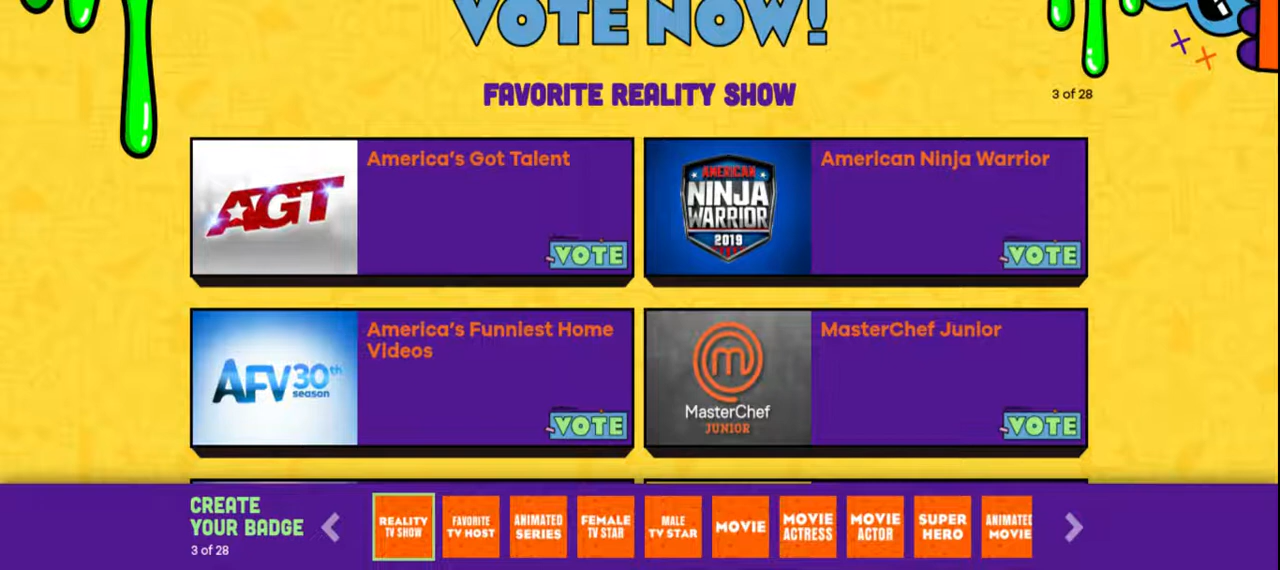 VOTE NOW!
FAVORITE REALITY SHOW
3 of 28
AGT
America's Got Talent
VOTE
AMERICAN
NINJA
WARRIOR
2019
American Ninja Warrior
VOTE
AFV 30th
season
America's Funniest Home
Videos
VOTE
MasterChef
JUNIOR
MasterChef Junior
VOTE
CREATE
YOUR BADGE
3 of 28
REALITY
TV SHOW
FAVORITE
TV HOST
ANIMATED
SERIES
FEMALE
TV STAR
MALE
TV STAR
MOVIE
MOVIE
ACTRESS
MOVIE
ACTOR
SUPER
HERO
ANIMATED
MOVIE